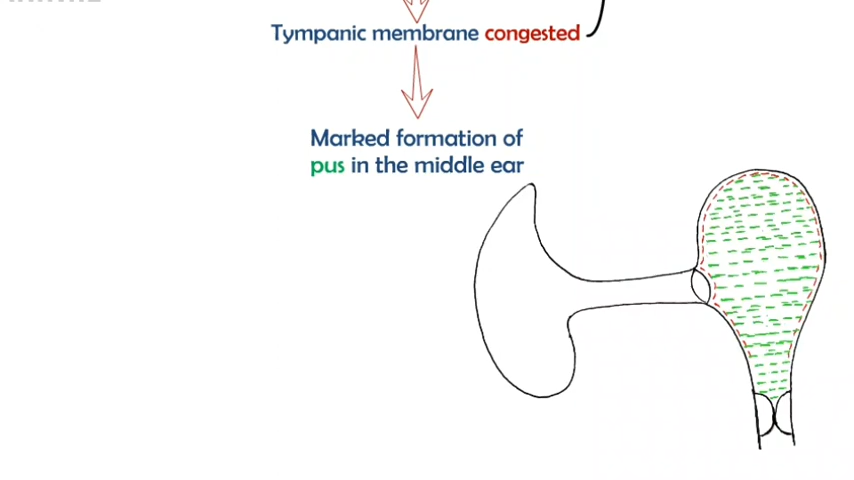 Tympanic membrane congested
Marked formation of
pus in the middle ear